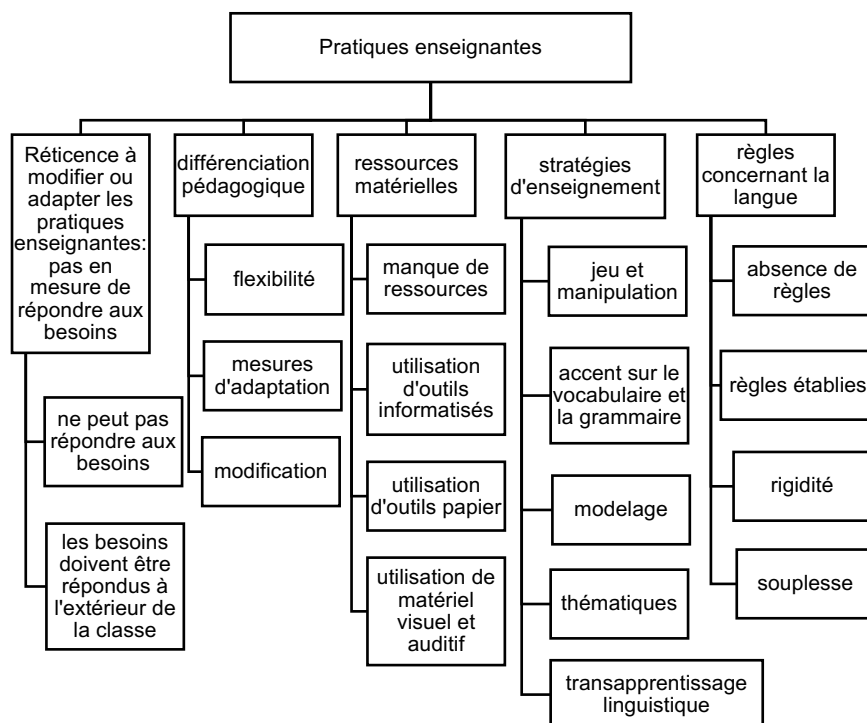 Pratiques enseignantes
Réticence à
modifier ou
adapter les
pratiques
enseignantes:
pas en
mesure de
répondre aux
besoins
ne peut pas
répondre aux
besoins
les besoins
doivent être
répondus à
l'extérieur de
la classe
différenciation
pédagogique
flexibilité
mesures
d'adaptation
modification
ressources
matérielles
manque de
ressources
utilisation
d'outils
informatisés
utilisation
d'outils papier
utilisation de
matériel
visuel et
auditif
stratégies
d'enseignement
jeu et
manipulation
accent sur le
vocabulaire et
la grammaire
modelage
thématiques
transapprentissage
linguistique
règles
concernant la
langue
absence de
règles
règles établies
rigidité
souplesse